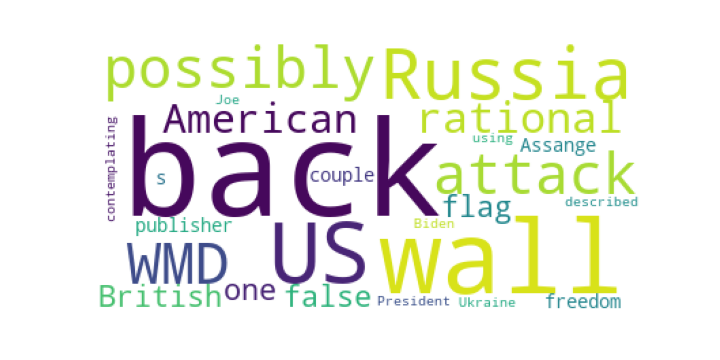 possibly Russia
Joe
American rational
contemplating
back
using
Assange
s
couple
attack
described
flag
publisher
Biden
WMD US wall
British one false
President Ukraine freedom